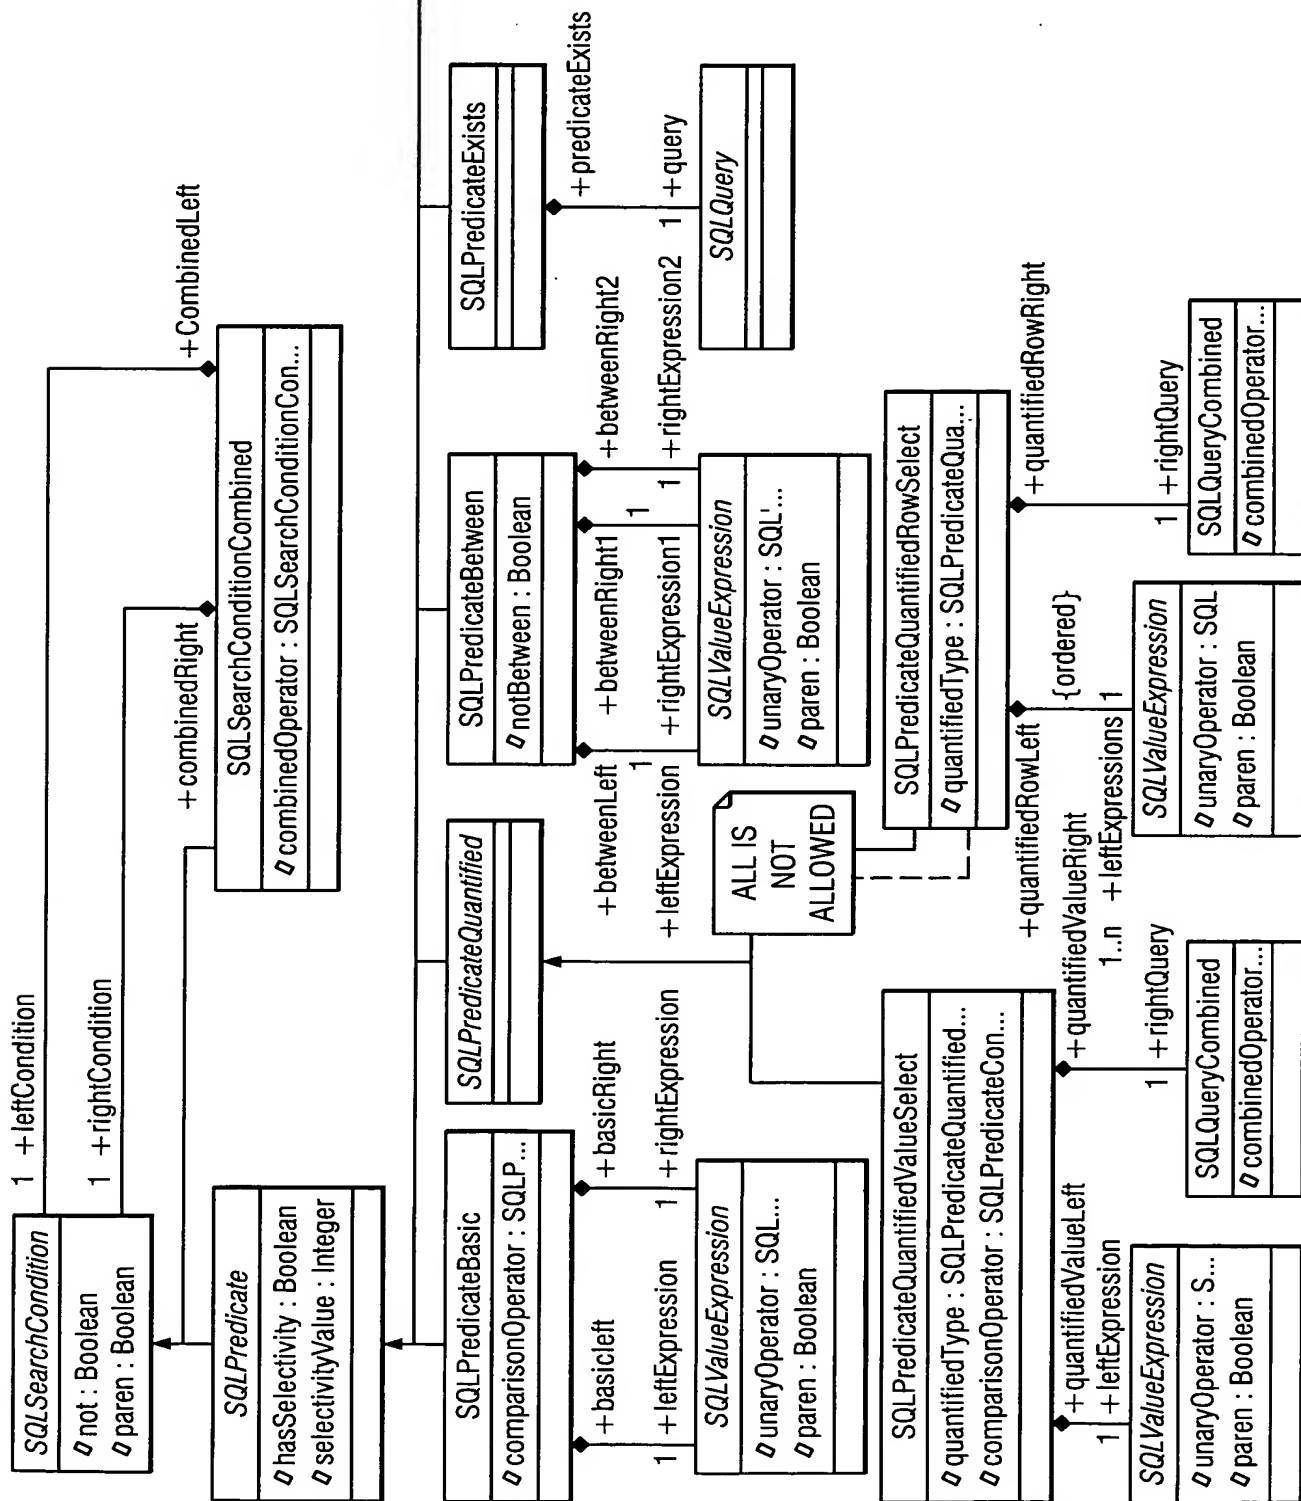 SQLSearchCondition
not : Boolean
paren : Boolean
1 +leftCondition
1 +rightCondition
+combinedRight
+CombinedLeft
SQLSearchConditionCombined
combinedOperator : SQLSearchConditionCon...
SQLPredicate
hasSelectivity : Boolean
selectivityValue : Integer
SQLPredicateBasic
comparisonOperator : SQLP...
+basicleft
1 +leftExpression
+basicRight
1 +rightExpression
SQLValueExpression
unaryOperator : SQL...
paren : Boolean
SQLPredicateQuantified
SQLPredicateBetween
notBetween : Boolean
+betweenLeft
1
+leftExpression
+betweenRight1
1
+rightExpression1
+betweenRight2
1 +rightExpression2
SQLValueExpression
unaryOperator : SQL'...
paren : Boolean
SQLPredicateExists
+predicateExists
1 +query
SQLQuery
ALL IS
NOT
ALLOWED
SQLPredicateQuantifiedValueSelect
quantifiedType : SQLPredicateQuantified...
comparisonOperator : SQLPredicateCon...
+quantifiedValueLeft
1 +leftExpression
+quantifiedValueRight
1 +rightQuery
SQLValueExpression
unaryOperator : S...
paren : Boolean
SQLQueryCombined
combinedOperator...
SQLPredicateQuantifiedRowSelect
quantifiedType : SQLPredicateQua...
+quantifiedRowLeft
{ordered}
1..n +leftExpressions 1
+quantifiedRowRight
1 +rightQuery
SQLValueExpression
unaryOperator : SQL
paren : Boolean
SQLQueryCombined
combinedOperator...